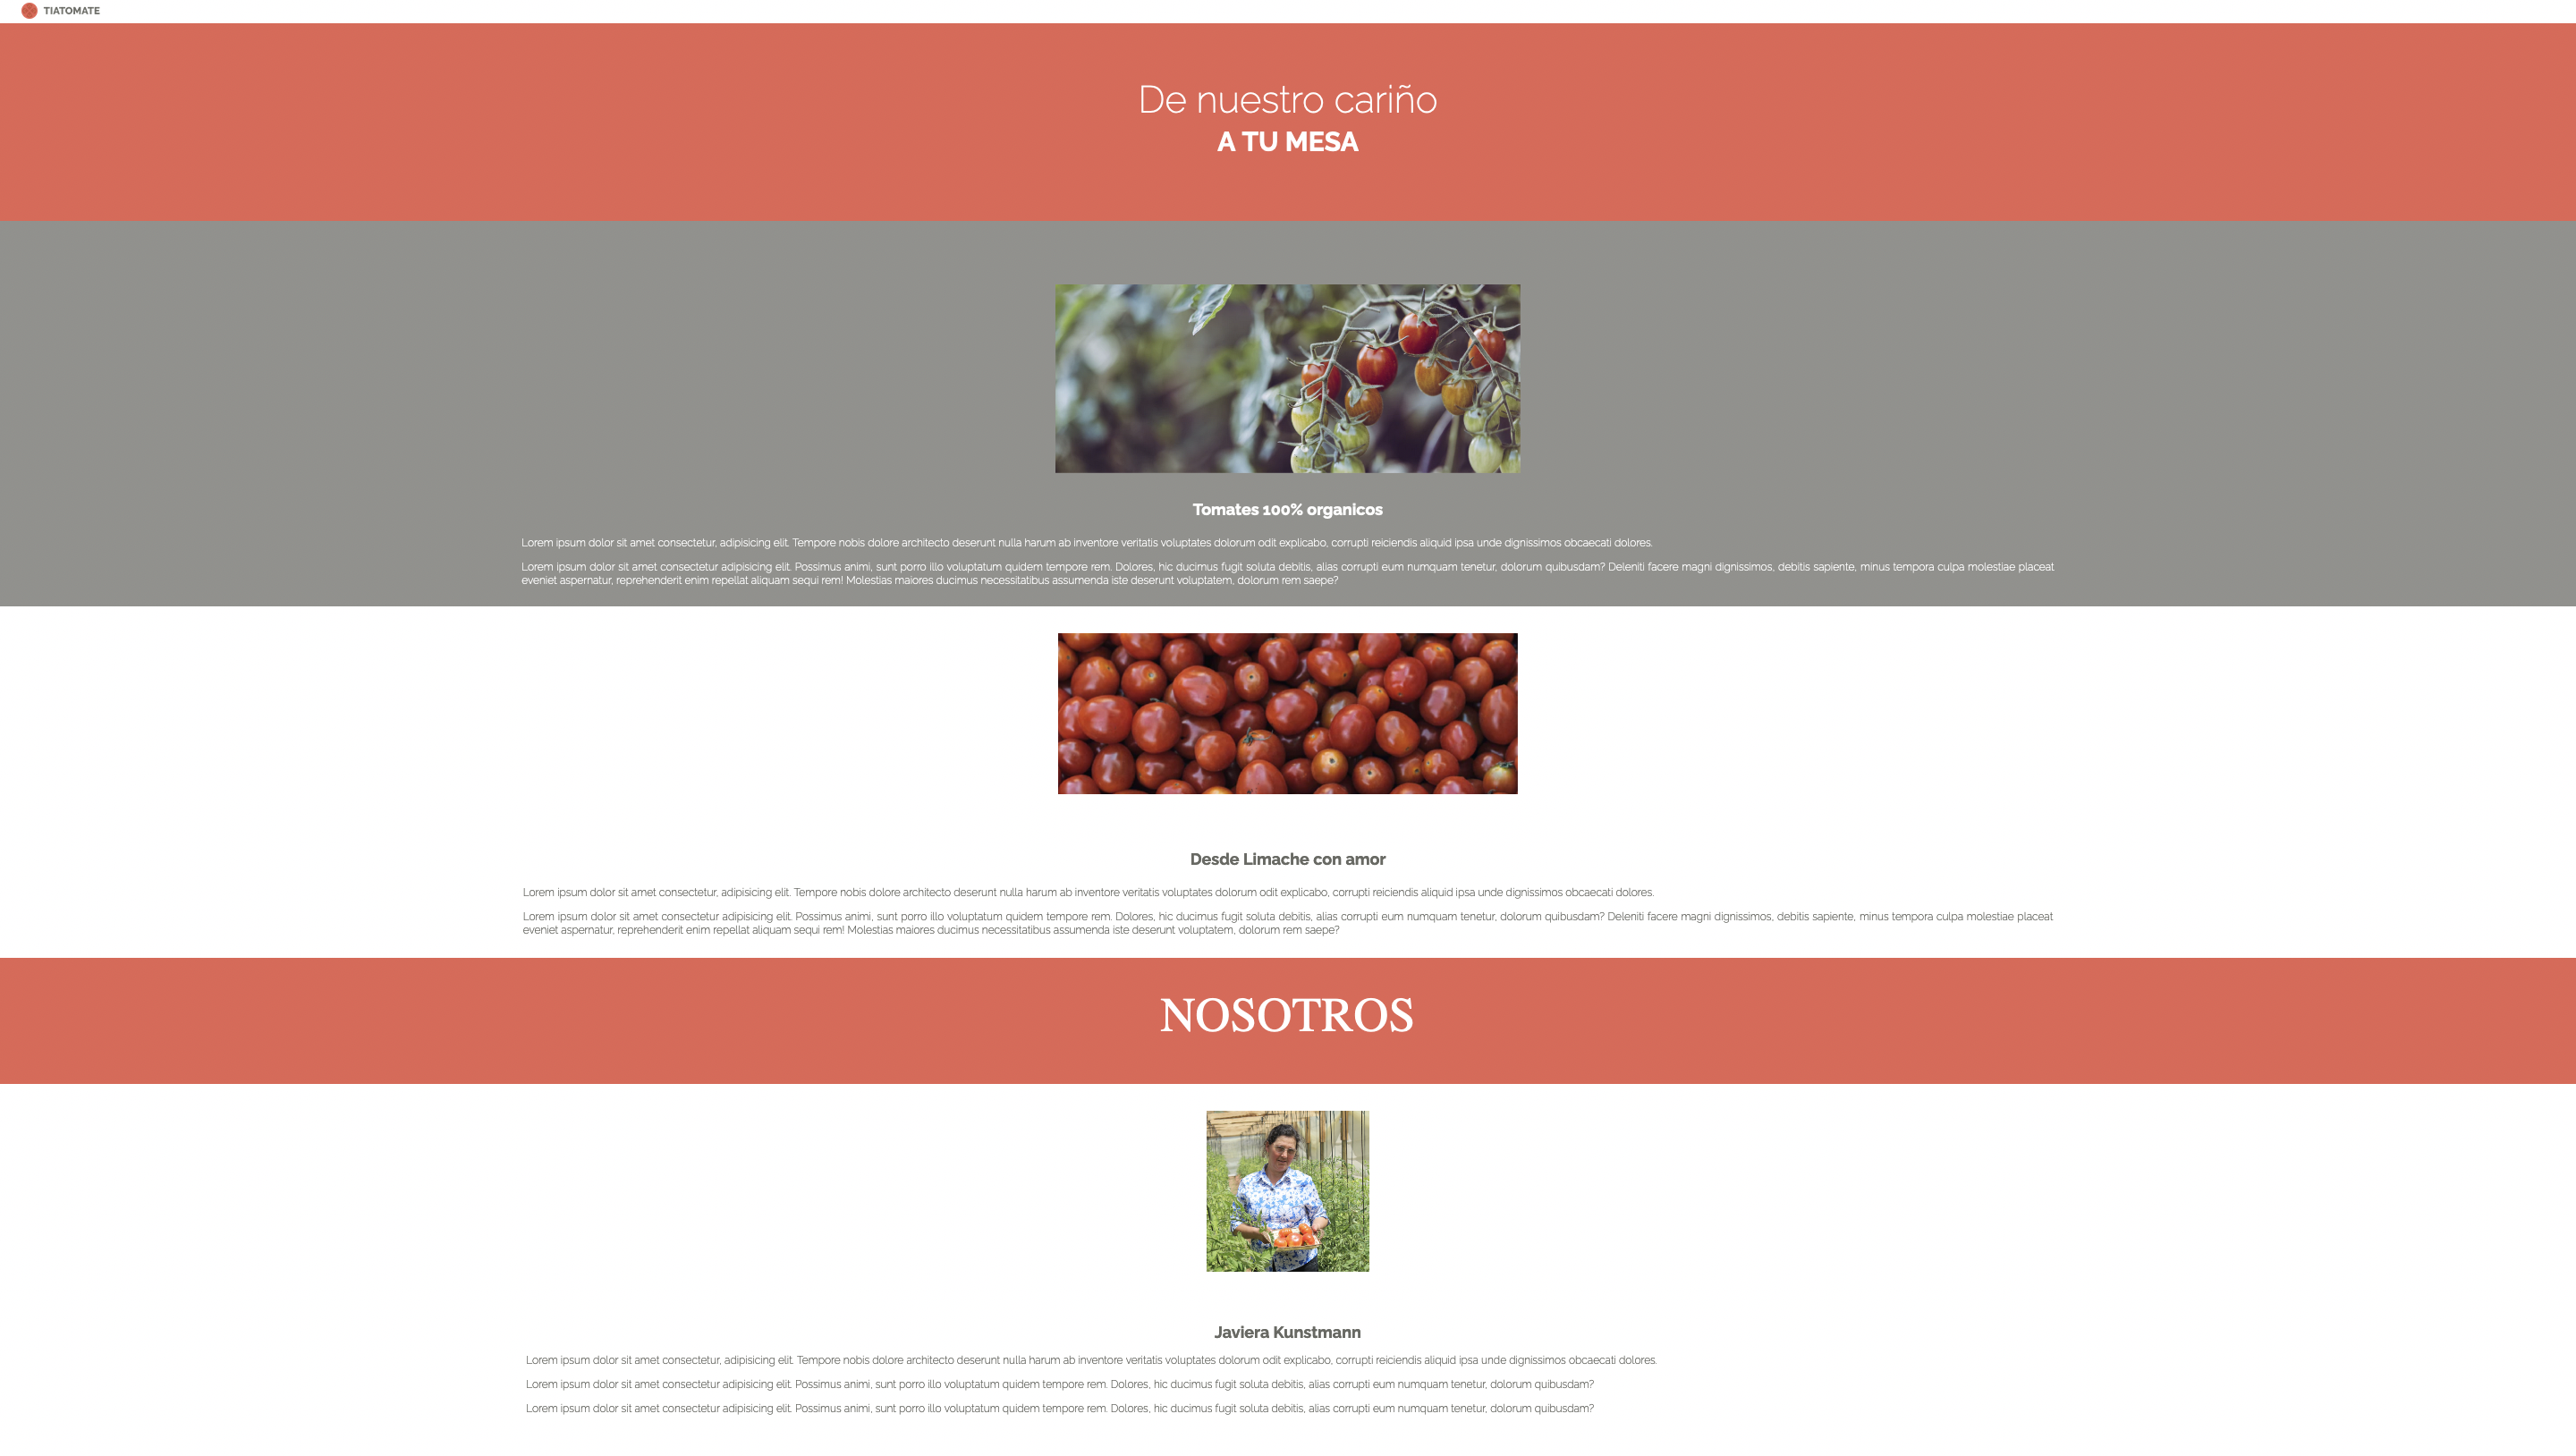 TIATOMATE
De nuestro cariño
A TU MESA
Tomates 100% organicos
Lorem ipsum dolor sit amet consectetur, adipisicing elit. Tempore nobis dolore architecto deserunt nulla harum ab inventore veritatis voluptates dolorum odit explicabo, corrupti reiciendis aliquid ipsa unde dignissimos obcaecati dolores.
Lorem ipsum dolor sit amet consectetur adipisicing elit. Possimus animi, sunt porro illo voluptatum quidem tempore rem. Dolores, hic ducimus fugit soluta debitis, alias corrupti eum numquam tenetur, dolorum quibusdam? Deleniti facere magni dignissimos, debitis sapiente, minus tempora culpa molestiae placeat
eveniet aspernatur, reprehenderit enim repellat aliquam sequi rem! Molestias maiores ducimus necessitatibus assumenda iste deserunt voluptatem, dolorum rem saepe?
Desde Limache con amor
Lorem ipsum dolor sit amet consectetur, adipisicing elit. Tempore nobis dolore architecto deserunt nulla harum ab inventore veritatis voluptates dolorum odit explicabo, corrupti reiciendis aliquid ipsa unde dignissimos obcaecati dolores.
Lorem ipsum dolor sit amet consectetur adipisicing elit. Possimus animi, sunt porro illo voluptatum quidem tempore rem. Dolores, hic ducimus fugit soluta debitis, alias corrupti eum numquam tenetur, dolorum quibusdam? Deleniti facere magni dignissimos, debitis sapiente, minus tempora culpa molestiae placeat
eveniet aspernatur, reprehenderit enim repellat aliquam sequi rem! Molestias maiores ducimus necessitatibus assumenda iste deserunt voluptatem, dolorum rem saepe?
NOSOTROS
Javiera Kunstmann
Lorem ipsum dolor sit amet consectetur, adipisicing elit. Tempore nobis dolore architecto deserunt nulla harum ab inventore veritatis voluptates dolorum odit explicabo, corrupti reiciendis aliquid ipsa unde dignissimos obcaecati dolores.
Lorem ipsum dolor sit amet consectetur adipisicing elit. Possimus animi, sunt porro illo voluptatum quidem tempore rem. Dolores, hic ducimus fugit soluta debitis, alias corrupti eum numquam tenetur, dolorum quibusdam?
Lorem ipsum dolor sit amet consectetur adipisicing elit. Possimus animi, sunt porro illo voluptatum quidem tempore rem. Dolores, hic ducimus fugit soluta debitis, alias corrupti eum numquam tenetur, dolorum quibusdam?